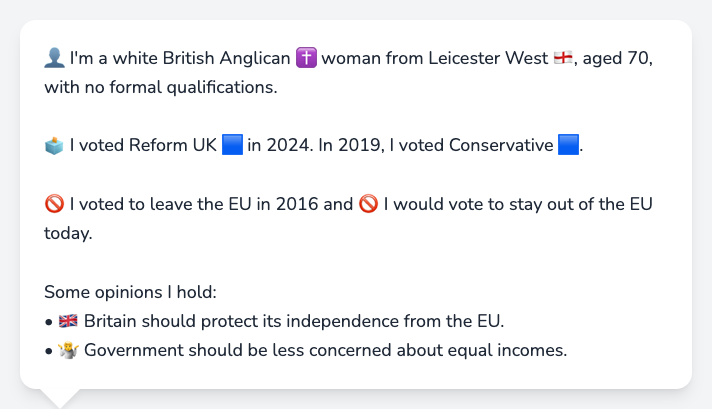 👤 I'm a white British Anglican ✝️ woman from Leicester West 🏴󠁧󠁢󠁥󠁮󠁧󠁿, aged 70,
with no formal qualifications.
🗳️ I voted Reform UK 🟦 in 2024. In 2019, I voted Conservative 🟦.
🚫 I voted to leave the EU in 2016 and 🚫 I would vote to stay out of the EU
today.
Some opinions I hold:
• 🇬🇧 Britain should protect its independence from the EU.
• 🤷 Government should be less concerned about equal incomes.